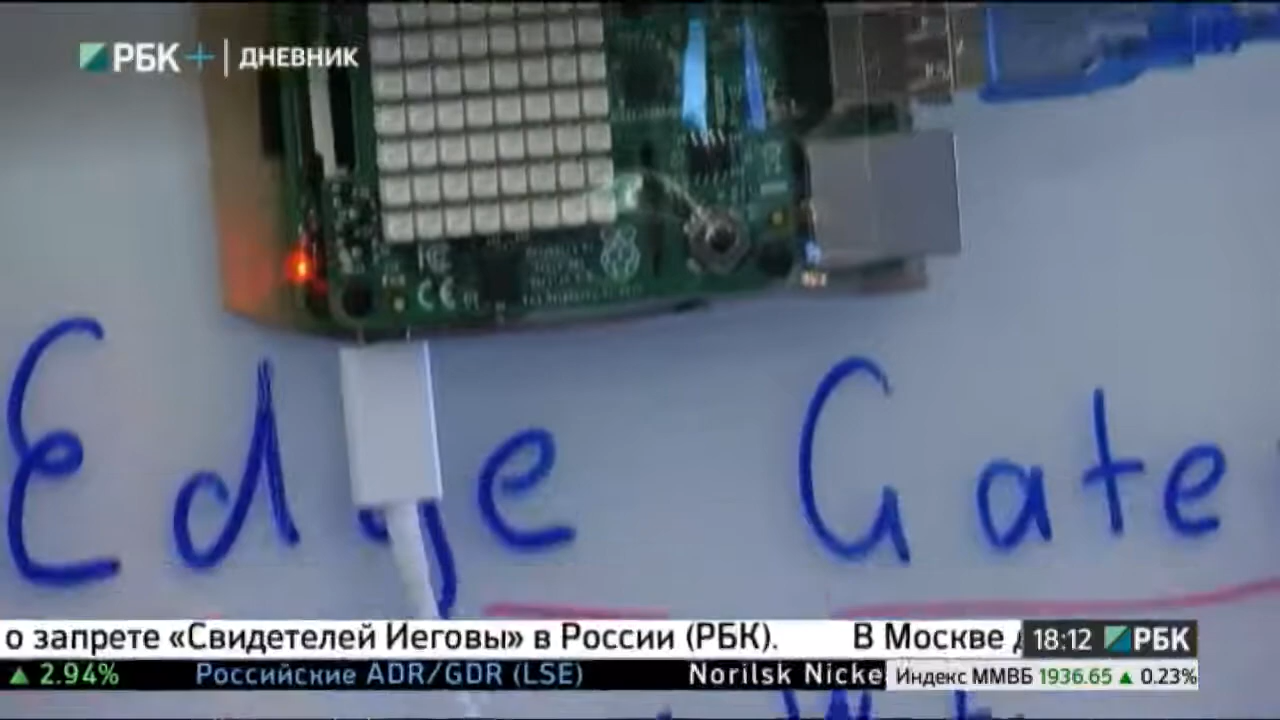 РБК+ | ДНЕВНИК
CE
Edge Gate
о запрете «Свидетелей Иеговы» в России (РБК). В Москве
18:12 РБК
▲ 2.94% Российские ADR/GDR (LSE) Norilsk Nicke
Индекс ММВБ 1936.65 ▲ 0.23%